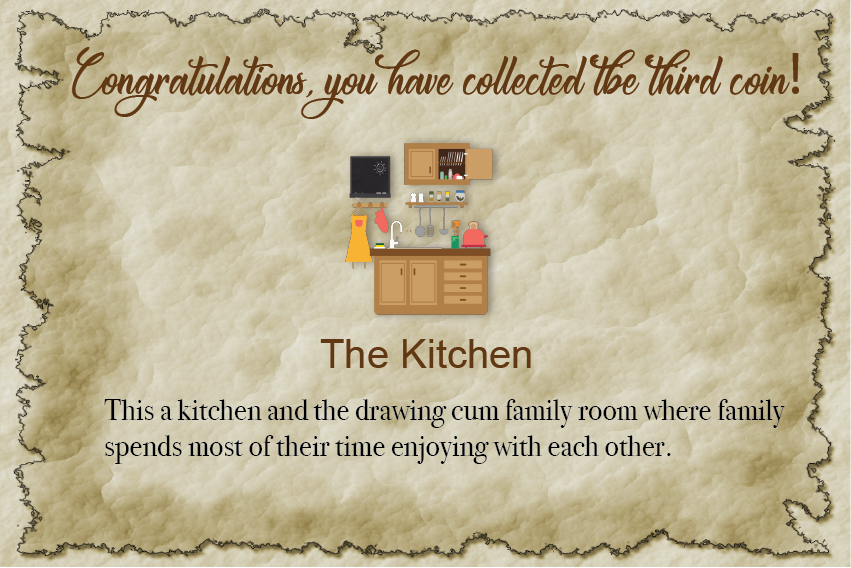 Congratulations, you have collected the third coin!
The Kitchen
This a kitchen and the drawing cum family room where family
spends most of their time enjoying with each other.